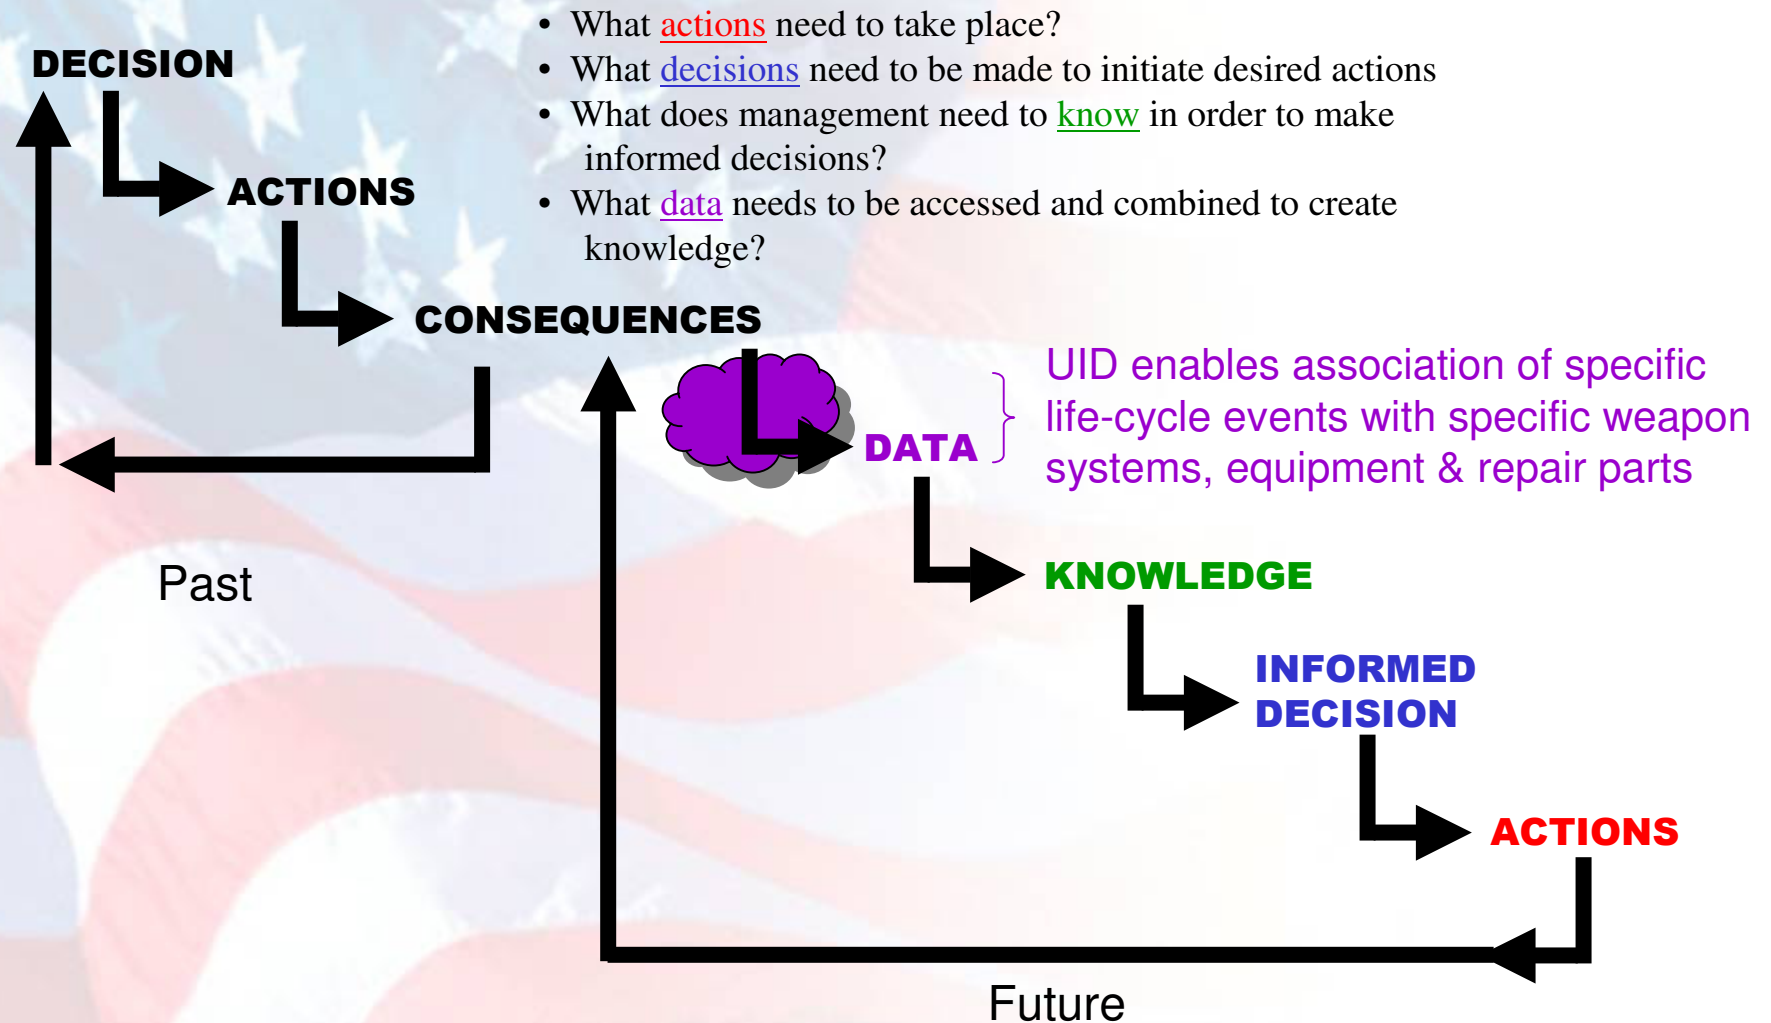 • What actions need to take place?
• What decisions need to be made to initiate desired actions
• What does management need to know in order to make
informed decisions?
• What data needs to be accessed and combined to create
knowledge?
DECISION
ACTIONS
CONSEQUENCES
UID enables association of specific
life-cycle events with specific weapon
systems, equipment & repair parts
DATA
Past
KNOWLEDGE
INFORMED
DECISION
ACTIONS
Future